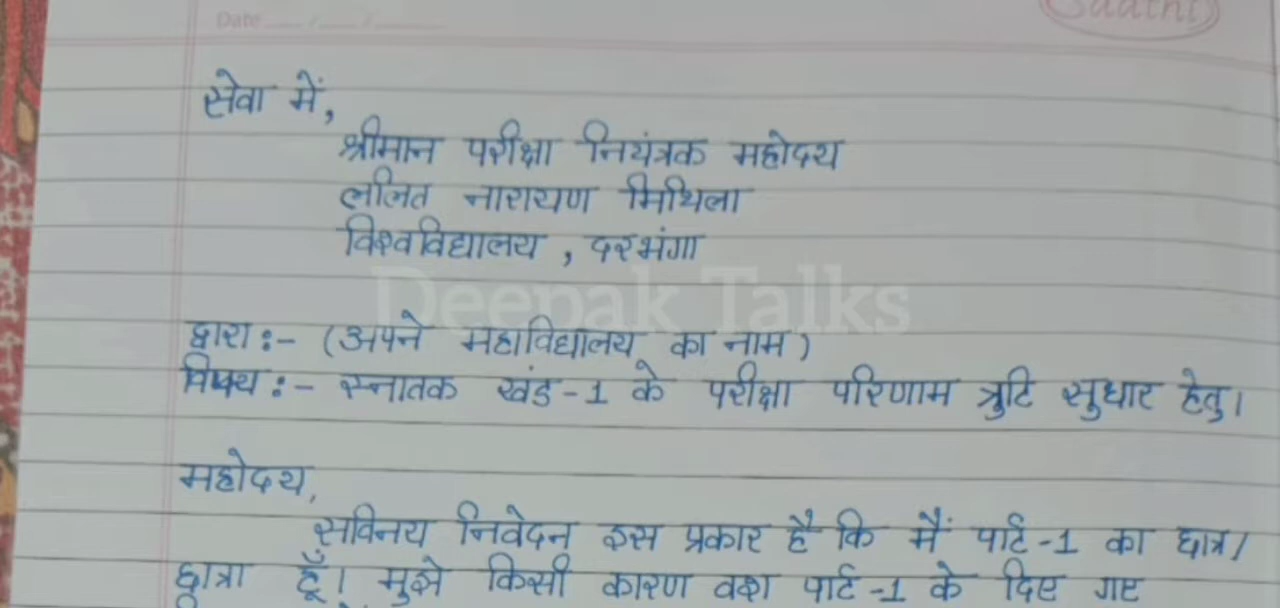 Date
सेवा में,
श्रीमान परीक्षा नियंत्रक महोदय
ललित नारायण मिथिला
विश्वविद्यालय , दरभंगा
Deepak Talks
द्वारा :- (अपने महाविद्यालय का नाम)
विषय :- स्नातक खंड-1 के परीक्षा परिणाम त्रुटि सुधार हेतु।
महोदय,
सविनय निवेदन इस प्रकार है कि मैं पार्ट-1 का छात्र/
छात्रा हूँ। मुझे किसी कारण वश पार्ट-1 के दिए गए